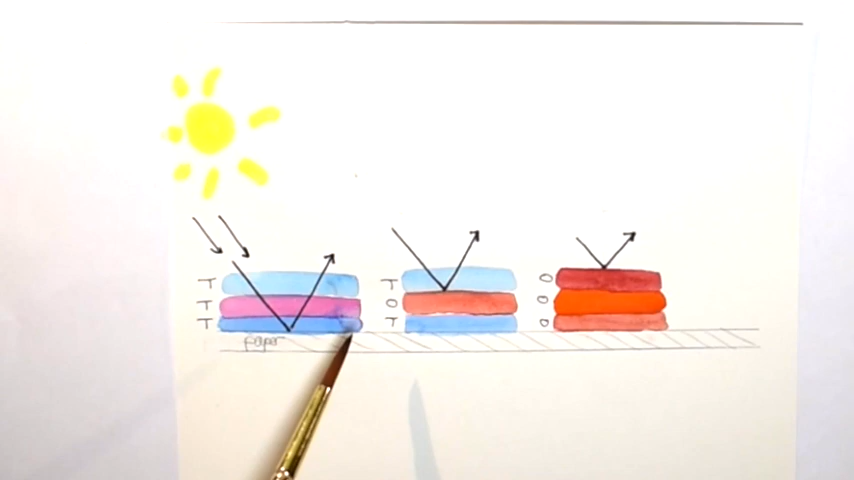 T T O
T O O
T T O
paper